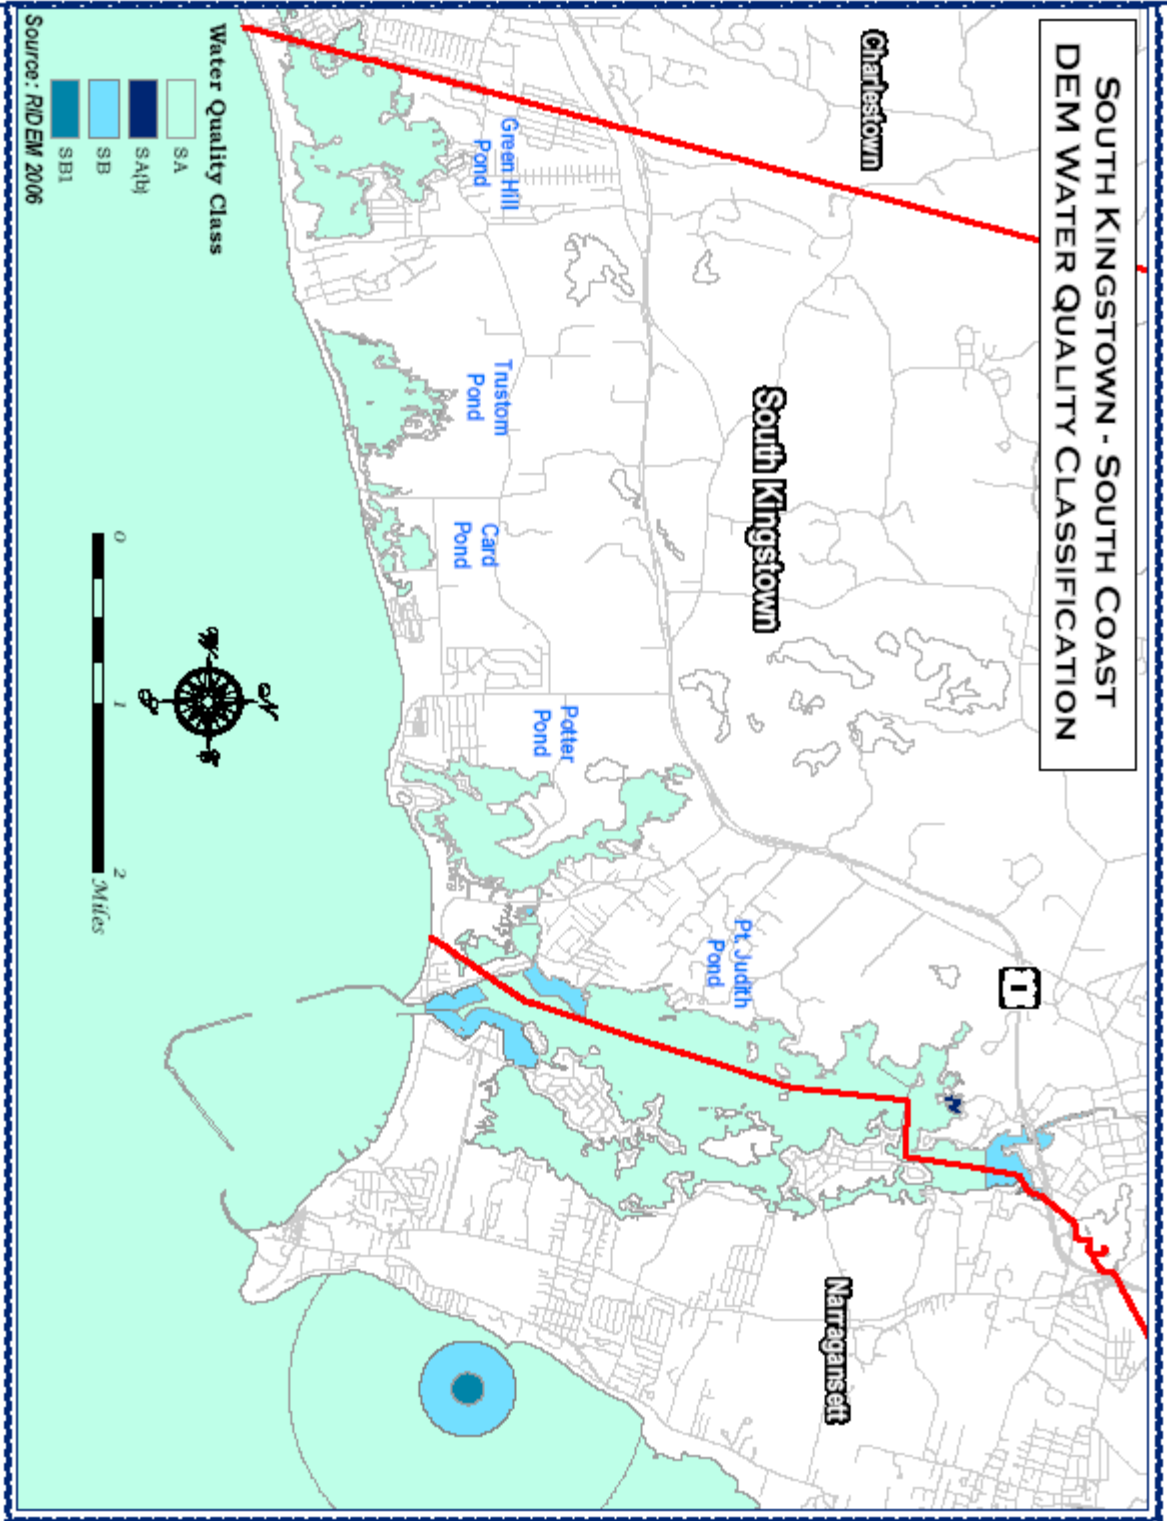 SOUTH KINGSTOWN - SOUTH COAST
DEM WATER QUALITY CLASSIFICATION
Charlestown
South Kingstown
Narragansett
1
Green Hill
Pond
Trustom
Pond
Card
Pond
Potter
Pond
Pt. Judith
Pond
Water Quality Class
SA
SA{b}
SB
SB1
Source: RIDEM 2006
N
W
E
S
0
1
2
Miles